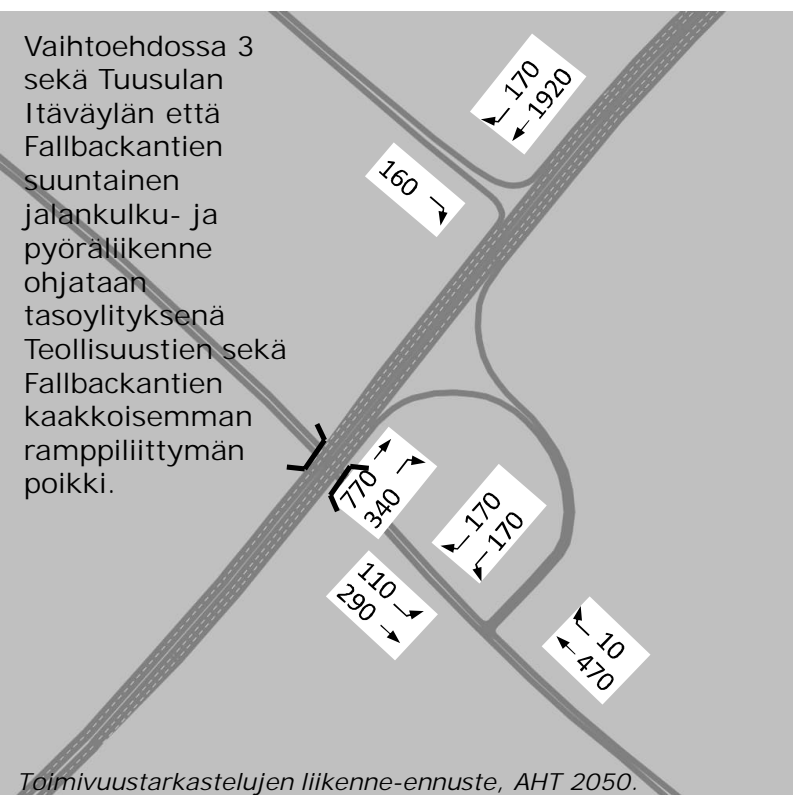 Vaihtoehdossa 3
sekä Tuusulan
Itäväylän että
Fallbackantien
suuntainen
jalankulku- ja
pyöräliikenne
ohjataan
tasoylityksenä
Teollisuustien sekä
Fallbackantien
kaakkoisemman
ramppiliittymän
poikki.
170
1920
160
770
340
170
170
110
290
10
470
Toimivuustarkastelujen liikenne-ennuste, AHT 2050.